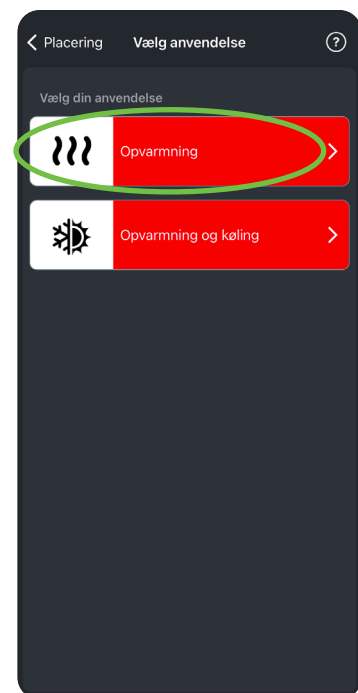 Placering Vælg anvendelse ?
Vælg din anvendelse
Opvarmning
Opvarmning og køling